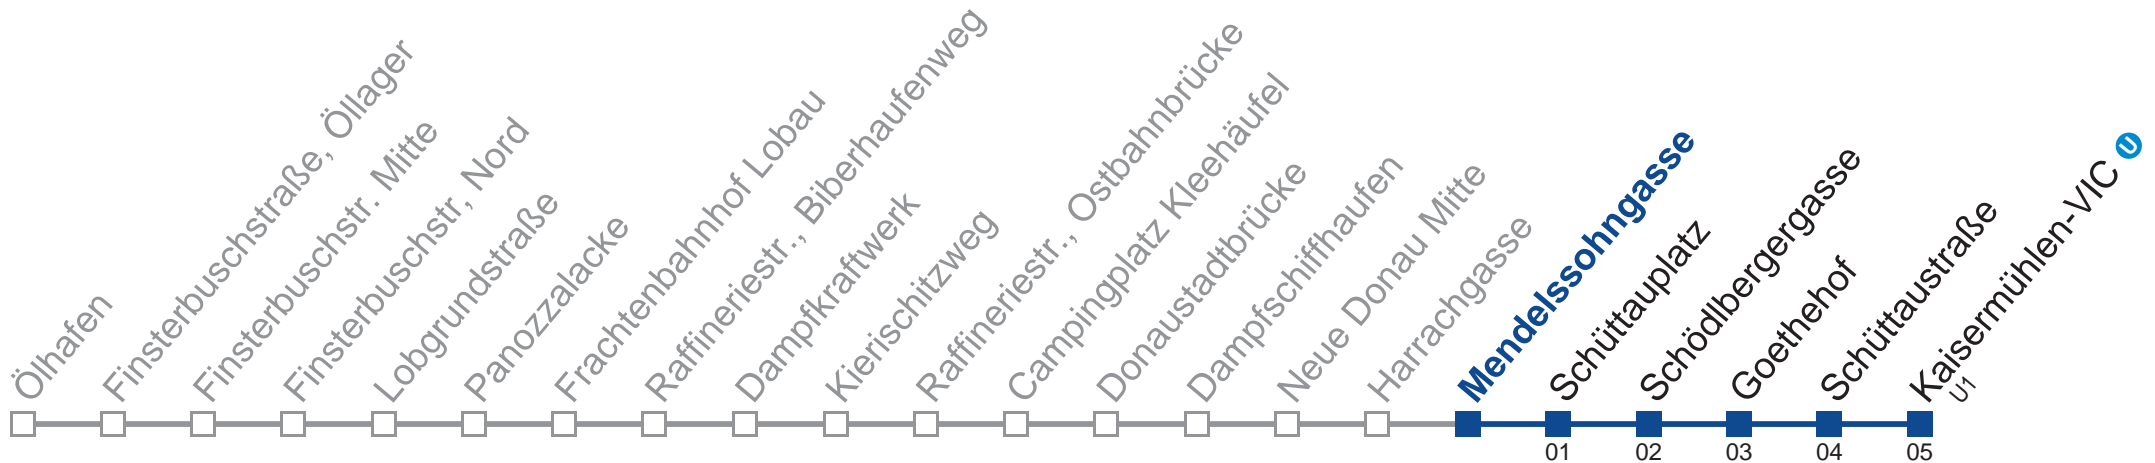 Ölhafen
Finsterbuschstraße, Öllager
Finsterbuschstr. Mitte
Finsterbuschstr, Nord
Lobgrundstraße
Panozzalacke
Frachtenbahnhof Lobau
Raffineriestr., Biberhaufenweg
Dampfkraftwerk
Kierischitzweg
Raffineriestr., Ostbahnbrücke
Campingplatz Kleehäufel
Donaustadtbrücke
Dampfschiffhaufen
Neue Donau Mitte
Harrachgasse
Mendelssohngasse
Schüttauplatz
Schödlbergergasse
Goethehof
Schüttaustraße
Kaisermühlen-VIC U
U1
01 02 03 04 05